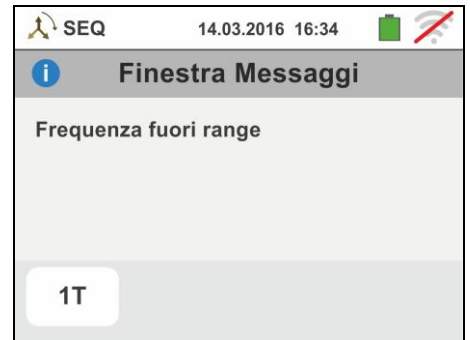 SEQ 14.03.2016 16:34
Finestra Messaggi
Frequenza fuori range
1T